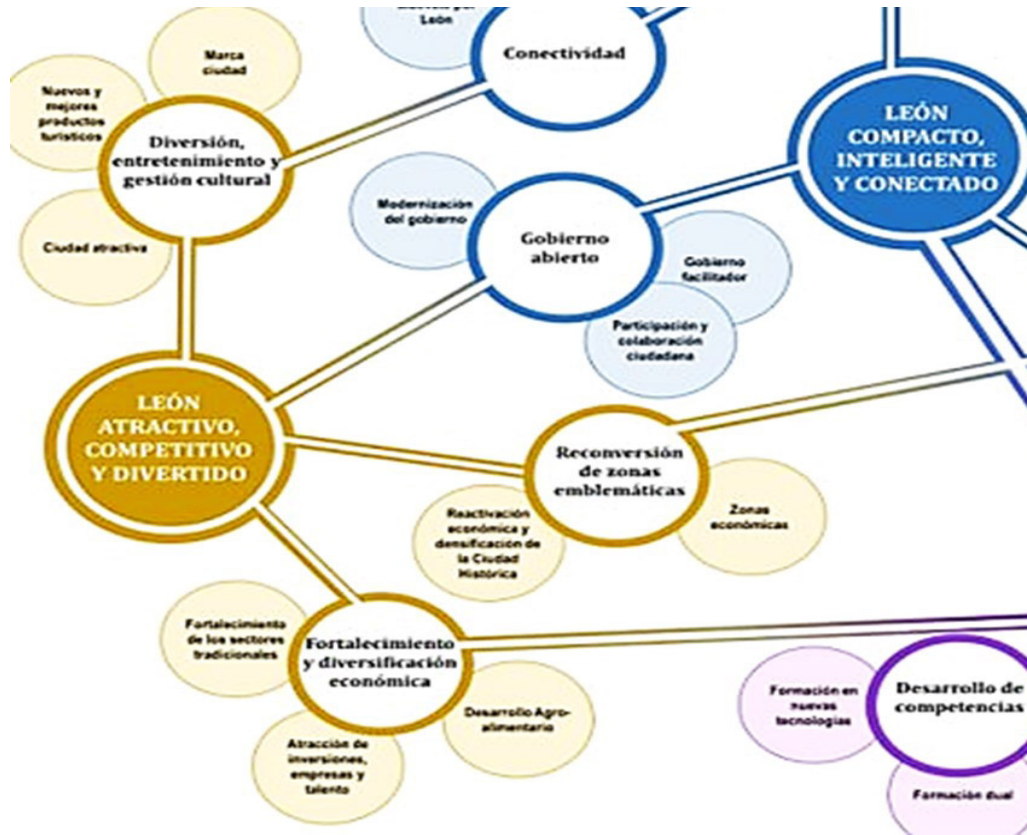 León
Conectividad
Marca
ciudad
Nuevos y
mejores
productos
turísticos
Diversión,
entretenimiento y
gestión cultural
Ciudad atractiva
LEÓN
COMPACTO,
INTELIGENTE
Y CONECTADO
Modernización
del gobierno
Gobierno
abierto
Gobierno
facilitador
Participación y
colaboración
ciudadana
LEÓN
ATRACTIVO,
COMPETITIVO
Y DIVERTIDO
Reconversión
de zonas
emblemáticas
Reactivación
económica y
densificación de
la Ciudad
Histórica
Zonas
económicas
Fortalecimiento
de los sectores
tradicionales
Fortalecimiento
y diversificación
económica
Desarrollo Agro-
alimentario
Atracción de
inversiones,
empresas y
talento
Formación en
nuevas
tecnologías
Desarrollo de
competencias
Formación dual